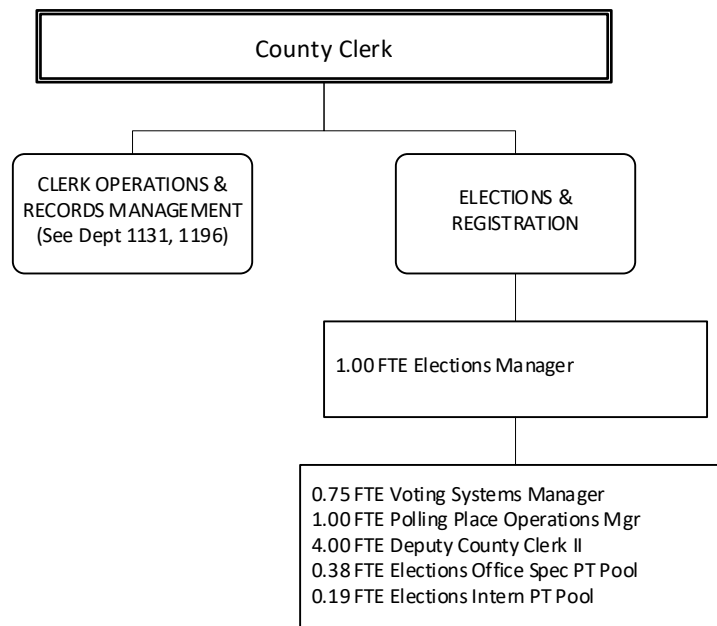 County Clerk
CLERK OPERATIONS &
RECORDS MANAGEMENT
(See Dept 1131, 1196)
ELECTIONS &
REGISTRATION
1.00 FTE Elections Manager
0.75 FTE Voting Systems Manager
1.00 FTE Polling Place Operations Mgr
4.00 FTE Deputy County Clerk II
0.38 FTE Elections Office Spec PT Pool
0.19 FTE Elections Intern PT Pool